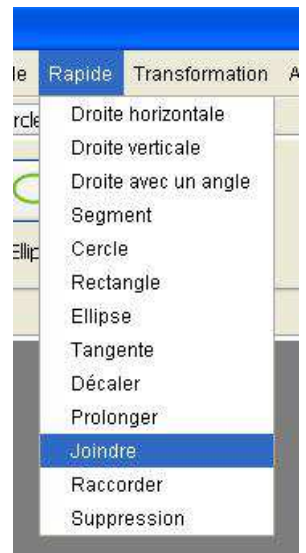 le Rapide Transformation A
rcle
Ellip
Droite horizontale
Droite verticale
Droite avec un angle
Segment
Cercle
Rectangle
Ellipse
Tangente
Décaler
Prolonger
Joindre
Raccorder
Suppression